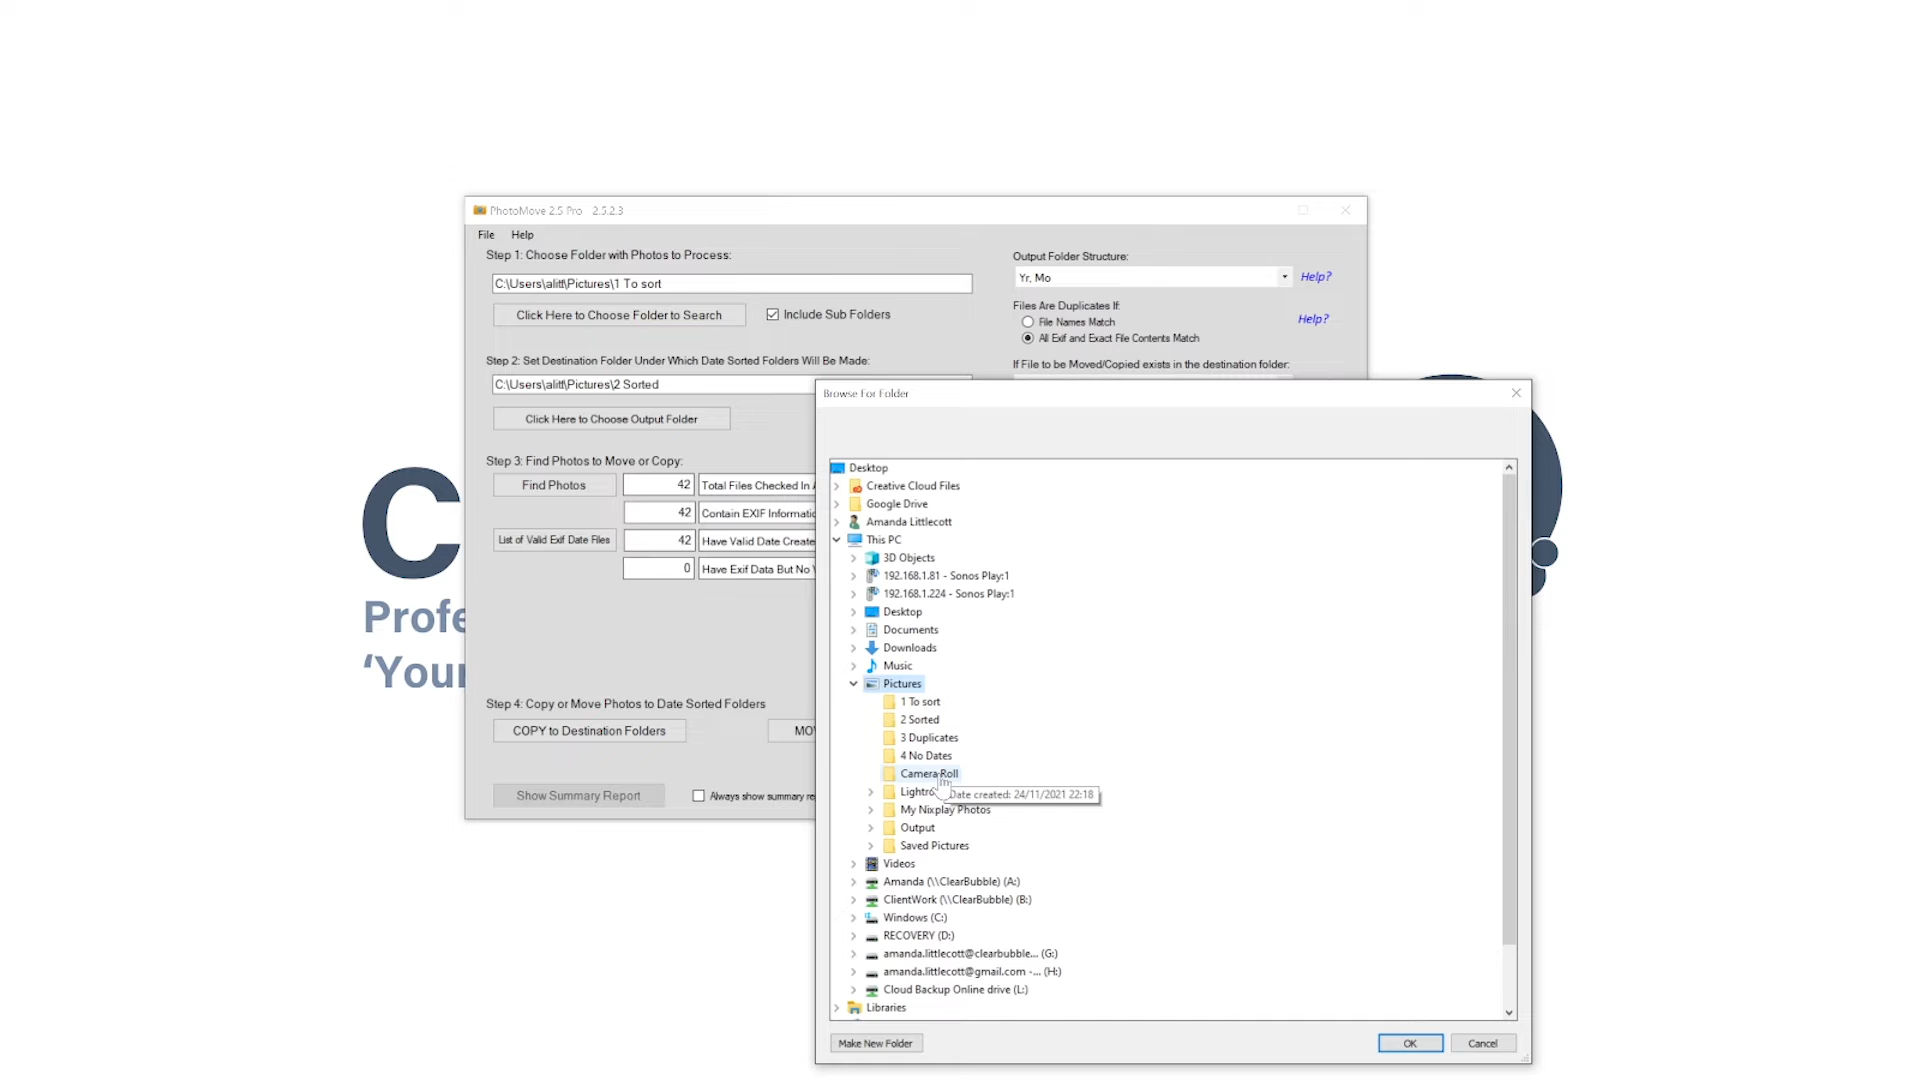 PhotoMove 2.5 Pro 2.5.2.3
File Help
Step 1: Choose Folder with Photos to Process:
C:\Users\alitt\Pictures\1 To sort
Click Here to Choose Folder to Search
Include Sub Folders
Output Folder Structure:
Yr, Mo
Help?
Files Are Duplicates If:
File Names Match
Help?
All Exif and Exact File Contents Match
If File to be Moved/Copied exists in the destination folder:
Step 2: Set Destination Folder Under Which Date Sorted Folders Will Be Made:
C:\Users\alitt\Pictures\2 Sorted
Click Here to Choose Output Folder
Step 3: Find Photos to Move or Copy:
Find Photos 42 Total Files Checked In
42 Contain EXIF
List of Valid Exif Date Files 42 Have Valid Date
0 Have Exif Data But No
Step 4: Copy or Move Photos to Date Sorted Folders
COPY to Destination Folders
Show Summary Report
Always show summary
C
Profe
‘Your
Browse For Folder
Desktop
Creative Cloud Files
Google Drive
Amanda Littlecott
This PC
3D Objects
192.168.1.81 - Sonos Play:1
192.168.1.224 - Sonos Play:1
Desktop
Documents
Downloads
Music
Pictures
1 To sort
2 Sorted
3 Duplicates
4 No Dates
Camera Roll
Date created: 24/11/2021 22:18
My Nixplay Photos
Output
Saved Pictures
Videos
Amanda (\\ClearBubble) (A:)
ClientWork (\\ClearBubble) (B:)
Windows (C:)
RECOVERY (D:)
amanda.littlecott@clearbubble... (G:)
amanda.littlecott@gmail.com -... (H:)
Cloud Backup Online drive (L:)
Libraries
Make New Folder
OK
Cancel